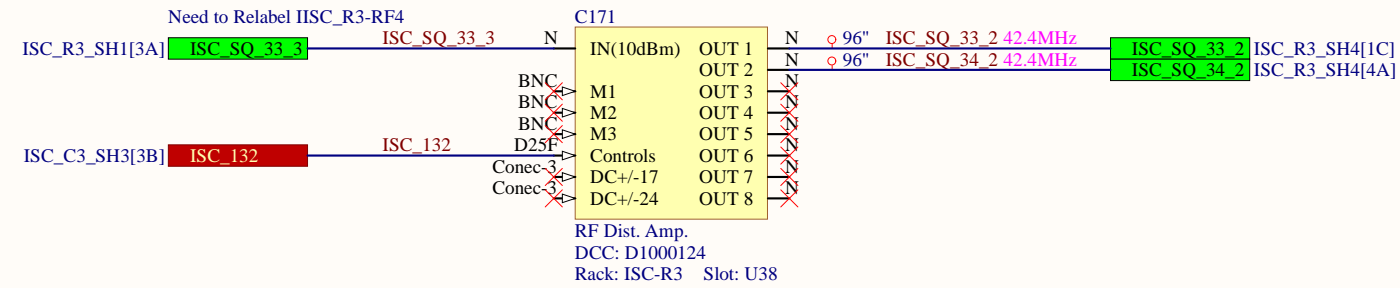 Need to Relabel IISC_R3-RF4
C171
ISC_R3_SH1[3A] ISC_SQ_33_3 ISC_SQ_33_3 N IN(10dBm) OUT 1 N 96" ISC_SQ_33_2 42.4MHz ISC_SQ_33_2 ISC_R3_SH4[1C]
OUT 2 N 96" ISC_SQ_34_2 42.4MHz ISC_SQ_34_2 ISC_R3_SH4[4A]
BNC M1 OUT 3 N
BNC M2 OUT 4 N
BNC M3 OUT 5 N
ISC_C3_SH3[3B] ISC_132 ISC_132 D25F Controls OUT 6 N
Conec-3 DC+/-17 OUT 7 N
Conec-3 DC+/-24 OUT 8 N
RF Dist. Amp.
DCC: D1000124
Rack: ISC-R3 Slot: U38